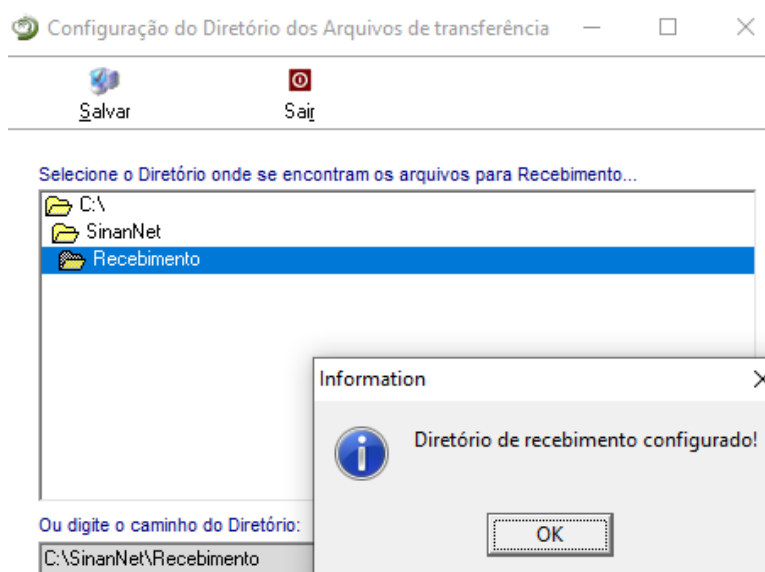 Configuração do Diretório dos Arquivos de transferência
Salvar Sair
Selecione o Diretório onde se encontram os arquivos para Recebimento...
C:\
SinanNet
Recebimento
Information
Diretório de recebimento configurado!
OK
Ou digite o caminho do Diretório:
C:\SinanNet\Recebimento